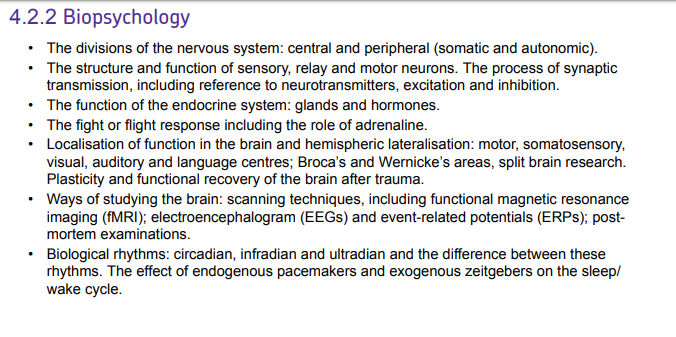 4.2.2 Biopsychology
• The divisions of the nervous system: central and peripheral (somatic and autonomic).
• The structure and function of sensory, relay and motor neurons. The process of synaptic
transmission, including reference to neurotransmitters, excitation and inhibition.
• The function of the endocrine system: glands and hormones.
• The fight or flight response including the role of adrenaline.
• Localisation of function in the brain and hemispheric lateralisation: motor, somatosensory,
visual, auditory and language centres; Broca’s and Wernicke’s areas, split brain research.
Plasticity and functional recovery of the brain after trauma.
• Ways of studying the brain: scanning techniques, including functional magnetic resonance
imaging (fMRI); electroencephalogram (EEGs) and event-related potentials (ERPs); post-
mortem examinations.
• Biological rhythms: circadian, infradian and ultradian and the difference between these
rhythms. The effect of endogenous pacemakers and exogenous zeitgebers on the sleep/
wake cycle.